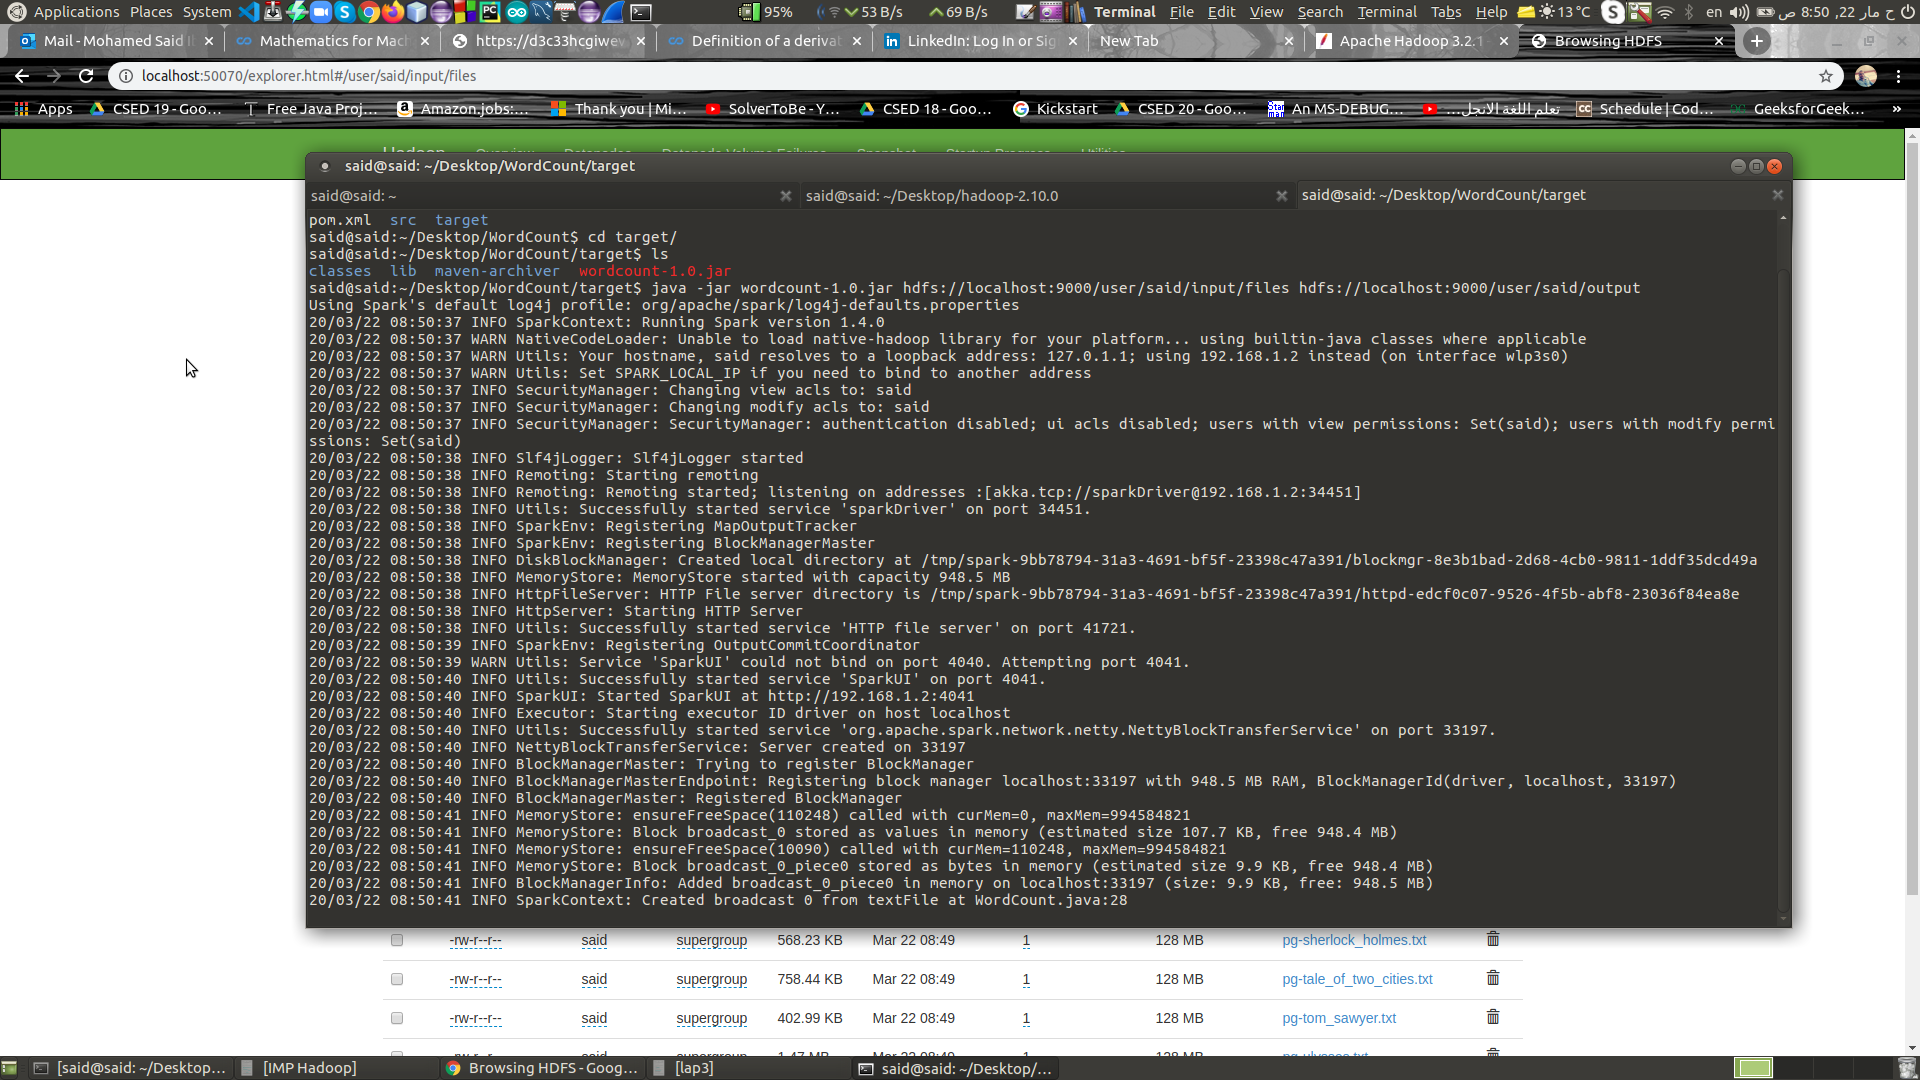 Applications Places System 95% 53 B/s 69 B/s Terminal File Edit View Search Terminal Tabs Help 13 °C en ح مار 22, 8:50 ص
Mail - Mohamed Said I × Mathematics for Mac × https://d3c33hcgiwev × Definition of a deriva × LinkedIn: Log In or Sig × New Tab × Apache Hadoop 3.2.1 × Browsing HDFS ×
localhost:50070/explorer.html#/user/said/input/files
Apps CSED 19 - Goo... Free Java Proj... Amazon.jobs:... Thank you | Mi... SolverToBe - Y... CSED 18 - Goo... Kickstart CSED 20 - Goo... An MS-DEBUG... تعلم اللغة الانجل... Schedule | Cod... GeeksforGeek... »
said@said: ~/Desktop/WordCount/target
said@said: ~ said@said: ~/Desktop/hadoop-2.10.0 said@said: ~/Desktop/WordCount/target
pom.xml src target
said@said:~/Desktop/WordCount$ cd target/
said@said:~/Desktop/WordCount/target$ ls
classes lib maven-archiver wordcount-1.0.jar
said@said:~/Desktop/WordCount/target$ java -jar wordcount-1.0.jar hdfs://localhost:9000/user/said/input/files hdfs://localhost:9000/user/said/output
Using Spark's default log4j profile: org/apache/spark/log4j-defaults.properties
20/03/22 08:50:37 INFO SparkContext: Running Spark version 1.4.0
20/03/22 08:50:37 WARN NativeCodeLoader: Unable to load native-hadoop library for your platform... using builtin-java classes where applicable
20/03/22 08:50:37 WARN Utils: Your hostname, said resolves to a loopback address: 127.0.1.1; using 192.168.1.2 instead (on interface wlp3s0)
20/03/22 08:50:37 WARN Utils: Set SPARK_LOCAL_IP if you need to bind to another address
20/03/22 08:50:37 INFO SecurityManager: Changing view acls to: said
20/03/22 08:50:37 INFO SecurityManager: Changing modify acls to: said
20/03/22 08:50:37 INFO SecurityManager: SecurityManager: authentication disabled; ui acls disabled; users with view permissions: Set(said); users with modify permi
ssions: Set(said)
20/03/22 08:50:38 INFO Slf4jLogger: Slf4jLogger started
20/03/22 08:50:38 INFO Remoting: Starting remoting
20/03/22 08:50:38 INFO Remoting: Remoting started; listening on addresses :[akka.tcp://sparkDriver@192.168.1.2:34451]
20/03/22 08:50:38 INFO Utils: Successfully started service 'sparkDriver' on port 34451.
20/03/22 08:50:38 INFO SparkEnv: Registering MapOutputTracker
20/03/22 08:50:38 INFO SparkEnv: Registering BlockManagerMaster
20/03/22 08:50:38 INFO DiskBlockManager: Created local directory at /tmp/spark-9bb78794-31a3-4691-bf5f-23398c47a391/blockmgr-8e3b1bad-2d68-4cb0-9811-1ddf35dcd49a
20/03/22 08:50:38 INFO MemoryStore: MemoryStore started with capacity 948.5 MB
20/03/22 08:50:38 INFO HttpFileServer: HTTP File server directory is /tmp/spark-9bb78794-31a3-4691-bf5f-23398c47a391/httpd-edcf0c07-9526-4f5b-abf8-23036f84ea8e
20/03/22 08:50:38 INFO HttpServer: Starting HTTP Server
20/03/22 08:50:38 INFO Utils: Successfully started service 'HTTP file server' on port 41721.
20/03/22 08:50:39 INFO SparkEnv: Registering OutputCommitCoordinator
20/03/22 08:50:39 WARN Utils: Service 'SparkUI' could not bind on port 4040. Attempting port 4041.
20/03/22 08:50:40 INFO Utils: Successfully started service 'SparkUI' on port 4041.
20/03/22 08:50:40 INFO SparkUI: Started SparkUI at http://192.168.1.2:4041
20/03/22 08:50:40 INFO Executor: Starting executor ID driver on host localhost
20/03/22 08:50:40 INFO Utils: Successfully started service 'org.apache.spark.network.netty.NettyBlockTransferService' on port 33197.
20/03/22 08:50:40 INFO NettyBlockTransferService: Server created on 33197
20/03/22 08:50:40 INFO BlockManagerMaster: Trying to register BlockManager
20/03/22 08:50:40 INFO BlockManagerMasterEndpoint: Registering block manager localhost:33197 with 948.5 MB RAM, BlockManagerId(driver, localhost, 33197)
20/03/22 08:50:40 INFO BlockManagerMaster: Registered BlockManager
20/03/22 08:50:41 INFO MemoryStore: ensureFreeSpace(110248) called with curMem=0, maxMem=994584821
20/03/22 08:50:41 INFO MemoryStore: Block broadcast_0 stored as values in memory (estimated size 107.7 KB, free 948.4 MB)
20/03/22 08:50:41 INFO MemoryStore: ensureFreeSpace(10090) called with curMem=110248, maxMem=994584821
20/03/22 08:50:41 INFO MemoryStore: Block broadcast_0_piece0 stored as bytes in memory (estimated size 9.9 KB, free 948.4 MB)
20/03/22 08:50:41 INFO BlockManagerInfo: Added broadcast_0_piece0 in memory on localhost:33197 (size: 9.9 KB, free: 948.5 MB)
20/03/22 08:50:41 INFO SparkContext: Created broadcast 0 from textFile at WordCount.java:28
-rw-r--r-- said supergroup 568.23 KB Mar 22 08:49 1 128 MB pg-sherlock_holmes.txt
-rw-r--r-- said supergroup 758.44 KB Mar 22 08:49 1 128 MB pg-tale_of_two_cities.txt
-rw-r--r-- said supergroup 402.99 KB Mar 22 08:49 1 128 MB pg-tom_sawyer.txt
[said@said: ~/Desktop... [IMP Hadoop] Browsing HDFS - Goog... [lap3] said@said: ~/Desktop/...